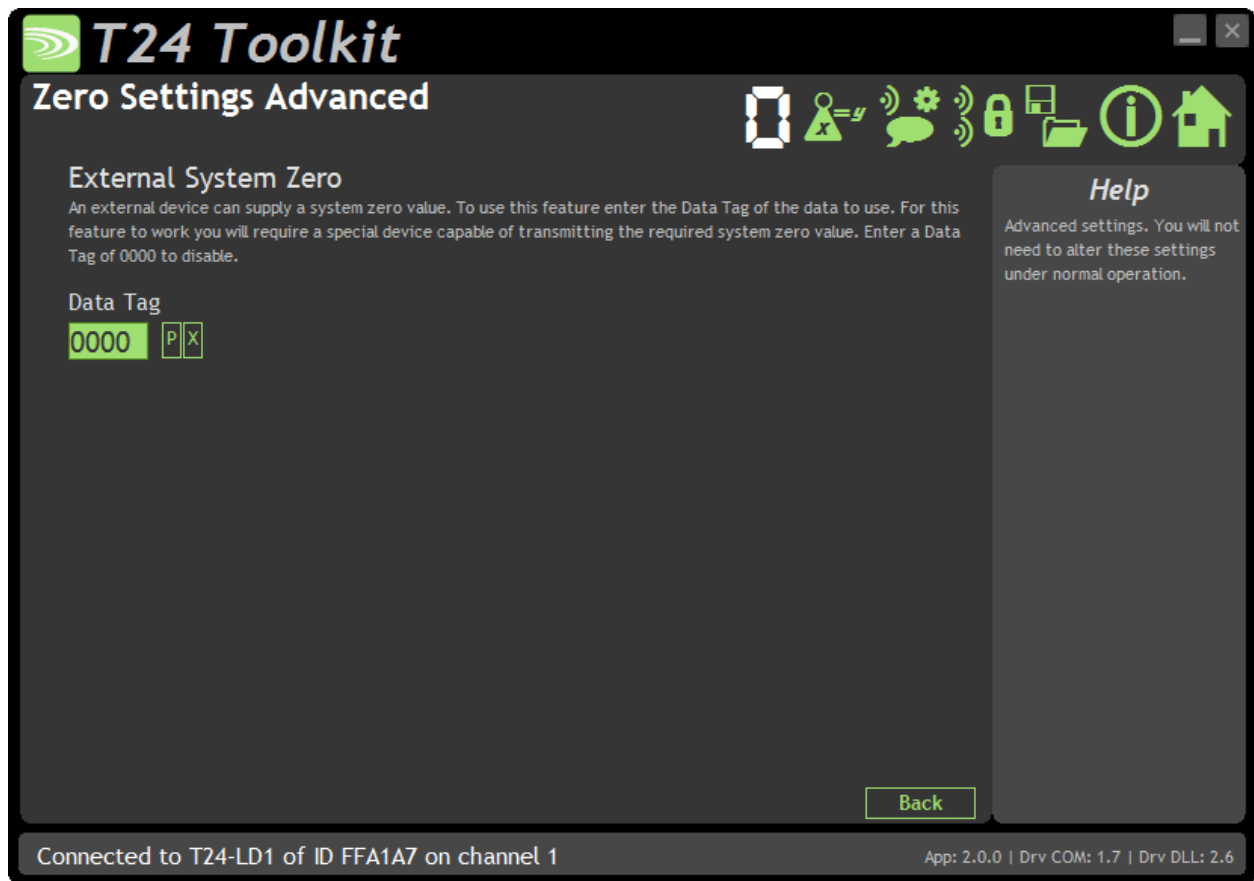 T24 Toolkit
Zero Settings Advanced
0
x=y
External System Zero
An external device can supply a system zero value. To use this feature enter the Data Tag of the data to use. For this
feature to work you will require a special device capable of transmitting the required system zero value. Enter a Data
Tag of 0000 to disable.
Data Tag
0000 P X
Back
Help
Advanced settings. You will not
need to alter these settings
under normal operation.
Connected to T24-LD1 of ID FFA1A7 on channel 1
App: 2.0.0 | Drv COM: 1.7 | Drv DLL: 2.6